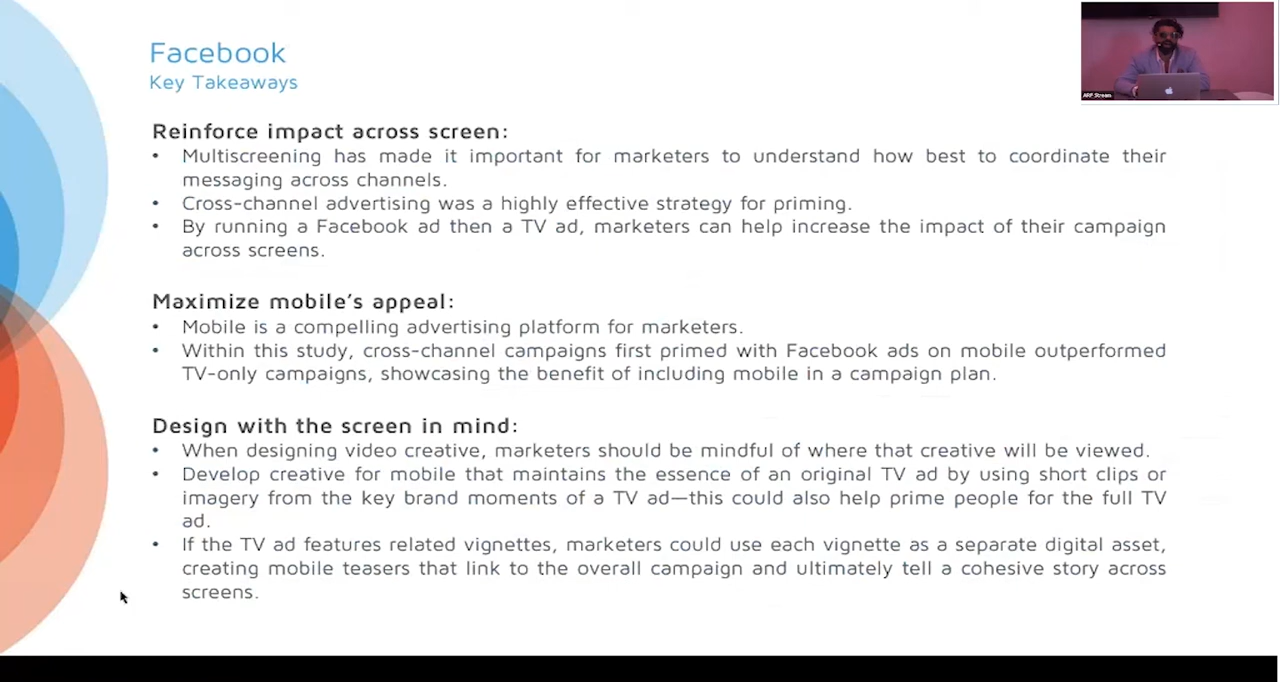 Facebook
Key Takeaways
Reinforce impact across screen:
• Multiscreening has made it important for marketers to understand how best to coordinate their
messaging across channels.
• Cross-channel advertising was a highly effective strategy for priming.
• By running a Facebook ad then a TV ad, marketers can help increase the impact of their campaign
across screens.
Maximize mobile's appeal:
• Mobile is a compelling advertising platform for marketers.
• Within this study, cross-channel campaigns first primed with Facebook ads on mobile outperformed
TV-only campaigns, showcasing the benefit of including mobile in a campaign plan.
Design with the screen in mind:
• When designing video creative, marketers should be mindful of where that creative will be viewed.
• Develop creative for mobile that maintains the essence of an original TV ad by using short clips or
imagery from the key brand moments of a TV ad—this could also help prime people for the full TV
ad.
• If the TV ad features related vignettes, marketers could use each vignette as a separate digital asset,
creating mobile teasers that link to the overall campaign and ultimately tell a cohesive story across
screens.
ARF Stream